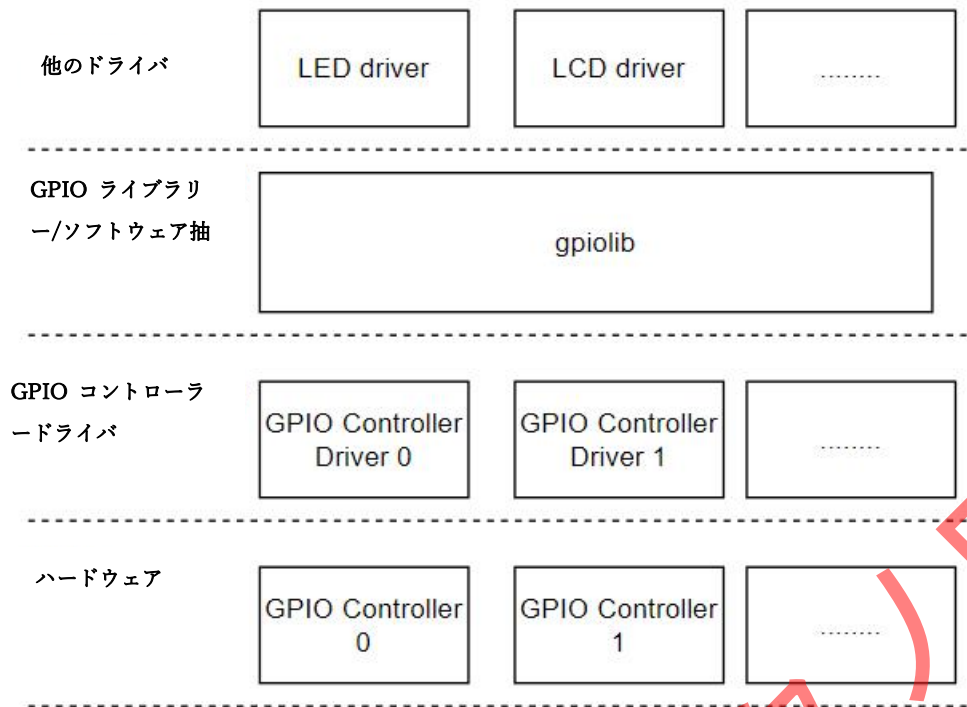 他のドライバ
LED driver
LCD driver
........
GPIO ライブラリ
ー/ソフトウェア抽
gpiolib
GPIO コントローラ
ードライバ
GPIO Controller
Driver 0
GPIO Controller
Driver 1
........
ハードウェア
GPIO Controller
0
GPIO Controller
1
........